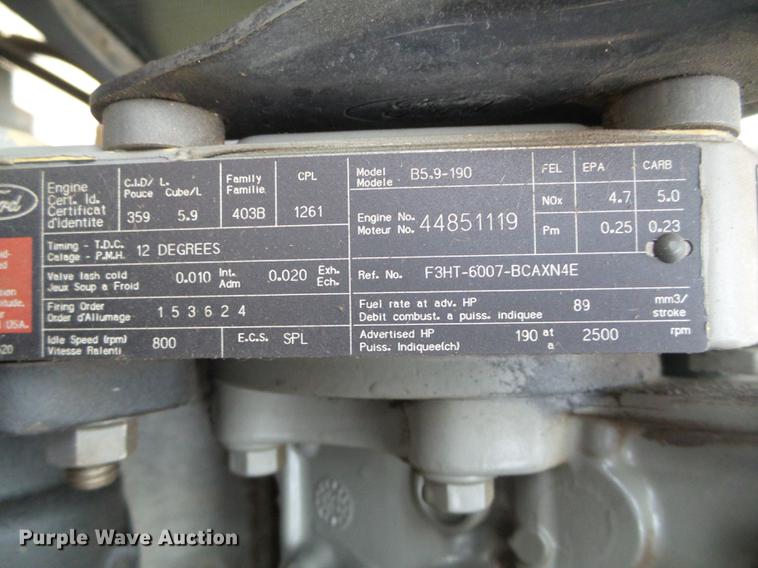 Ford
Engine Cert. Id.
Certificat d'identite
C.I.D/ L.
Pouce Cube/L
359 5.9
Family
Familie
403B
CPL
1261
Model
Modele B5.9-190
FEL EPA CARB
NOx 4.7 5.0
Pm 0.25 0.23
Engine No.
Moteur No. 44851119
Timing - T.D.C.
Calage - P.M.H. 12 DEGREES
Valve lash cold
Jeux Soup a Froid
0.010 Int.
Adm
0.020 Exh.
Ech.
Ref. No. F3HT-6007-BCAXN4E
Firing Order
Order d'Allumage 1 5 3 6 2 4
Fuel rate at adv. HP
Debit combust. a puiss. indiquee
89 mm3/
stroke
Idle Speed (rpm)
Vitesse Ralenti 800
E.C.S. SPL
Advertised HP
Puiss. Indiquee(ch)
190 at
a
2500 rpm
USA.
Ford
Purple Wave Auction